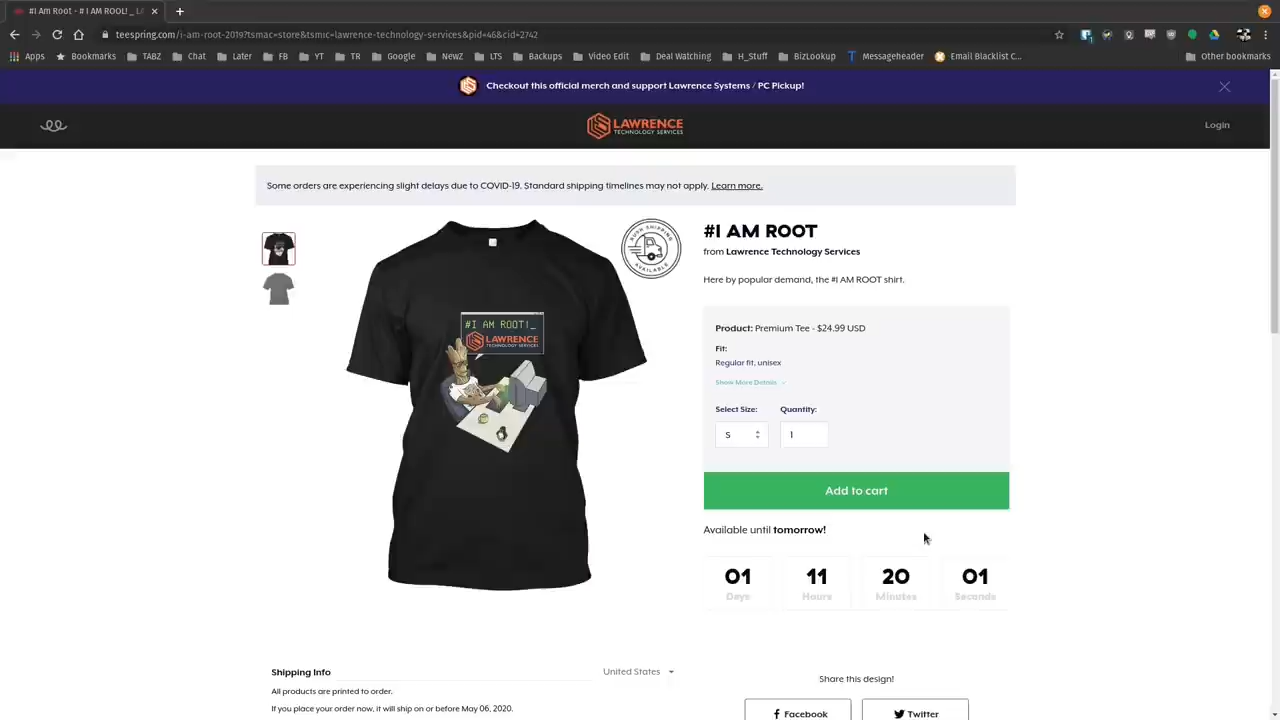 #I Am Root - # I AM ROOT! _ LA
teespring.com/i-am-root-2019?tsmac=store&tsmic=lawrence-technology-services&pid=46&cid=2742
Apps Bookmarks TABZ Chat Later FB YT TR Google NewZ LTS Backups Video Edit Deal Watching H_Stuff BizLookup Messageheader Email Blacklist C... Other bookmarks
Checkout this official merch and support Lawrence Systems / PC Pickup!
LAWRENCE
TECHNOLOGY SERVICES
Login
Some orders are experiencing slight delays due to COVID-19. Standard shipping timelines may not apply. Learn more.
RUSH SHIPPING
AVAILABLE
#I AM ROOT!_
LAWRENCE
TECHNOLOGY SERVICES
#I AM ROOT
from Lawrence Technology Services
Here by popular demand, the #I AM ROOT shirt.
Product: Premium Tee - $24.99 USD
Fit:
Regular fit, unisex
Show More Details
Select Size: Quantity:
S 1
Add to cart
Available until tomorrow!
01 11 20 01
Days Hours Minutes Seconds
Shipping Info United States
All products are printed to order.
If you place your order now, it will ship on or before May 06, 2020.
Share this design!
Facebook Twitter